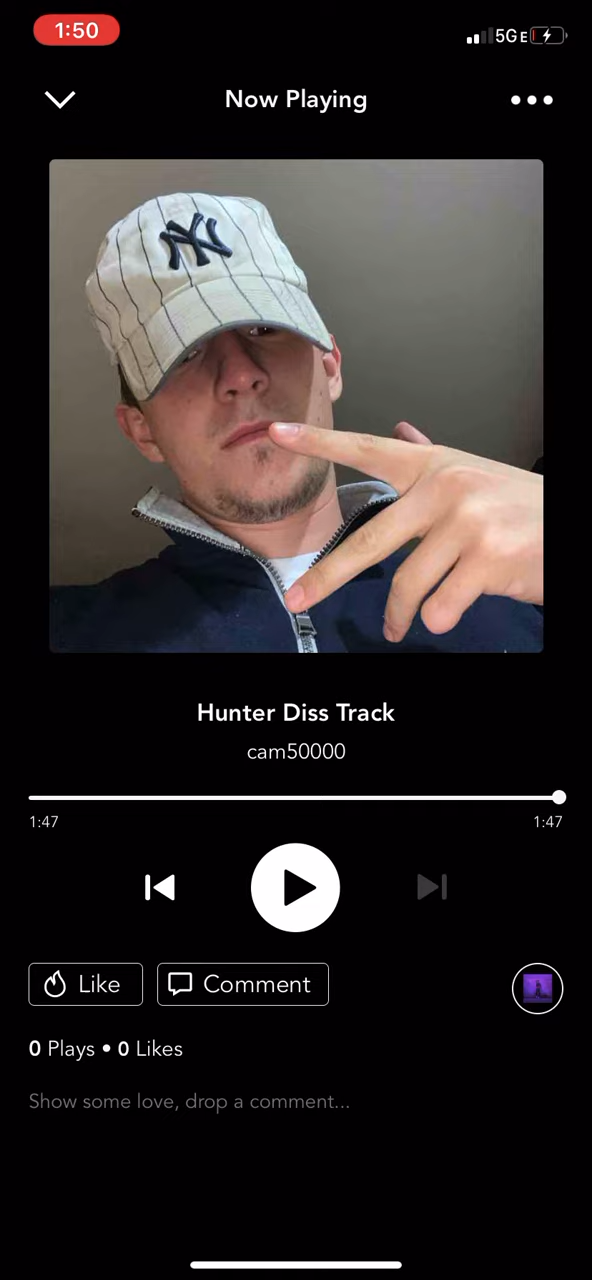 1:50
5GE
Now Playing
NY
Hunter Diss Track
cam50000
1:47
1:47
Like
Comment
0 Plays • 0 Likes
Show some love, drop a comment...